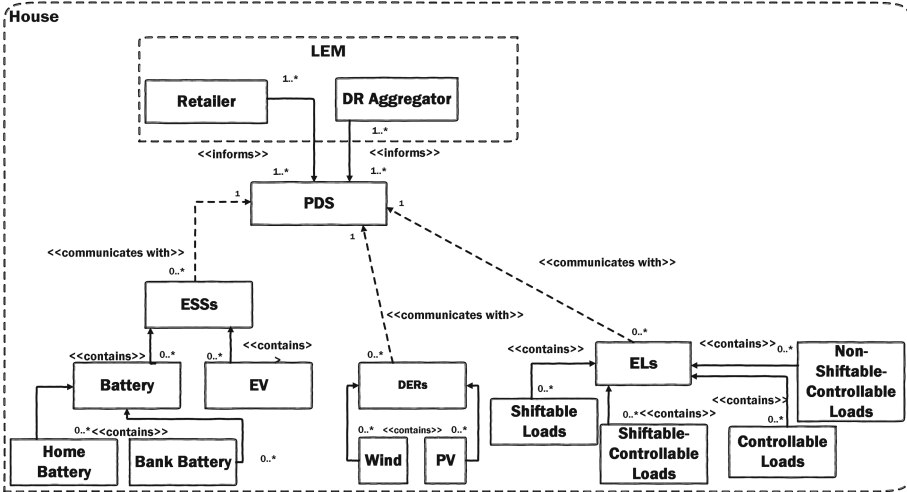 House
LEM
1..*
Retailer
DR Aggregator
1..*
<<informs>>
<<informs>>
1..*
1..*
1
PDS
1
1
<<communicates with>>
<<communicates with>>
0..*
ESSs
<<communicates with>>
0..*
<<contains>>
0..*
0..*
<<contains
>
Battery
EV
0..*
DERs
<<contains>>
ELs
<<contains>>
0..*
Non-
Shiftable-
Controllable
Loads
0..*
Shiftable
Loads
<<contains>>
0..*
0..*
<<contains>>
Shiftable-
Controllable
Loads
Controllable
Loads
0..*
<<contains>>
0..*
<<contains>>
0..*
Home
Battery
Bank Battery
0..*
Wind
PV